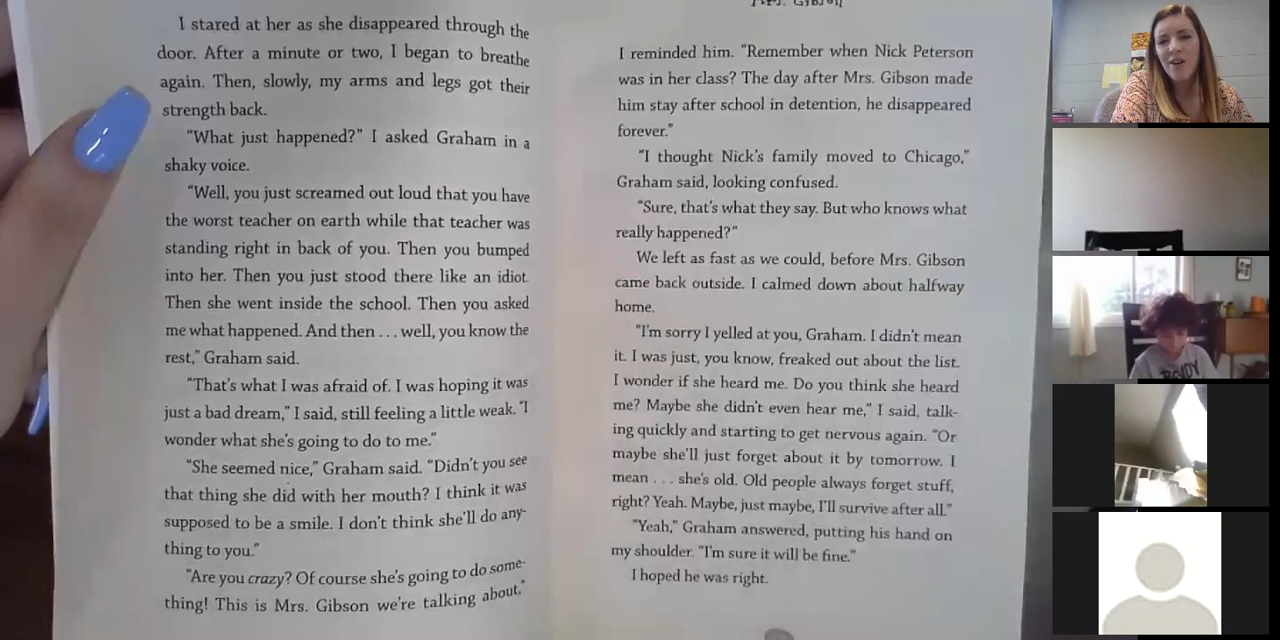 I stared at her as she disappeared through the
door. After a minute or two, I began to breathe
again. Then, slowly, my arms and legs got their
strength back.
"What just happened?" I asked Graham in a
shaky voice.
"Well, you just screamed out loud that you have
the worst teacher on earth while that teacher was
standing right in back of you. Then you bumped
into her. Then you just stood there like an idiot.
Then she went inside the school. Then you asked
me what happened. And then . . . well, you know the
rest," Graham said.
"That's what I was afraid of. I was hoping it was
just a bad dream," I said, still feeling a little weak. "I
wonder what she's going to do to me."
"She seemed nice," Graham said. "Didn't you see
that thing she did with her mouth? I think it was
supposed to be a smile. I don't think she'll do any-
thing to you."
"Are you crazy? Of course she's going to do some-
thing! This is Mrs. Gibson we're talking about,"
Mrs. Gibson
I reminded him. "Remember when Nick Peterson
was in her class? The day after Mrs. Gibson made
him stay after school in detention, he disappeared
forever."
"I thought Nick's family moved to Chicago,"
Graham said, looking confused.
"Sure, that's what they say. But who knows what
really happened?"
We left as fast as we could, before Mrs. Gibson
came back outside. I calmed down about halfway
home.
"I'm sorry I yelled at you, Graham. I didn't mean
it. I was just, you know, freaked out about the list.
I wonder if she heard me. Do you think she heard
me? Maybe she didn't even hear me," I said, talk-
ing quickly and starting to get nervous again. "Or
maybe she'll just forget about it by tomorrow. I
mean . . . she's old. Old people always forget stuff,
right? Yeah. Maybe, just maybe, I'll survive after all."
"Yeah," Graham answered, putting his hand on
my shoulder. "I'm sure it will be fine."
I hoped he was right.